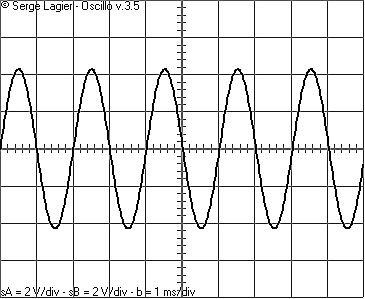 © Serge Lagier - Oscillo v.3.5
sA = 2 V/div - sB = 2 V/div - b = 1 ms/div